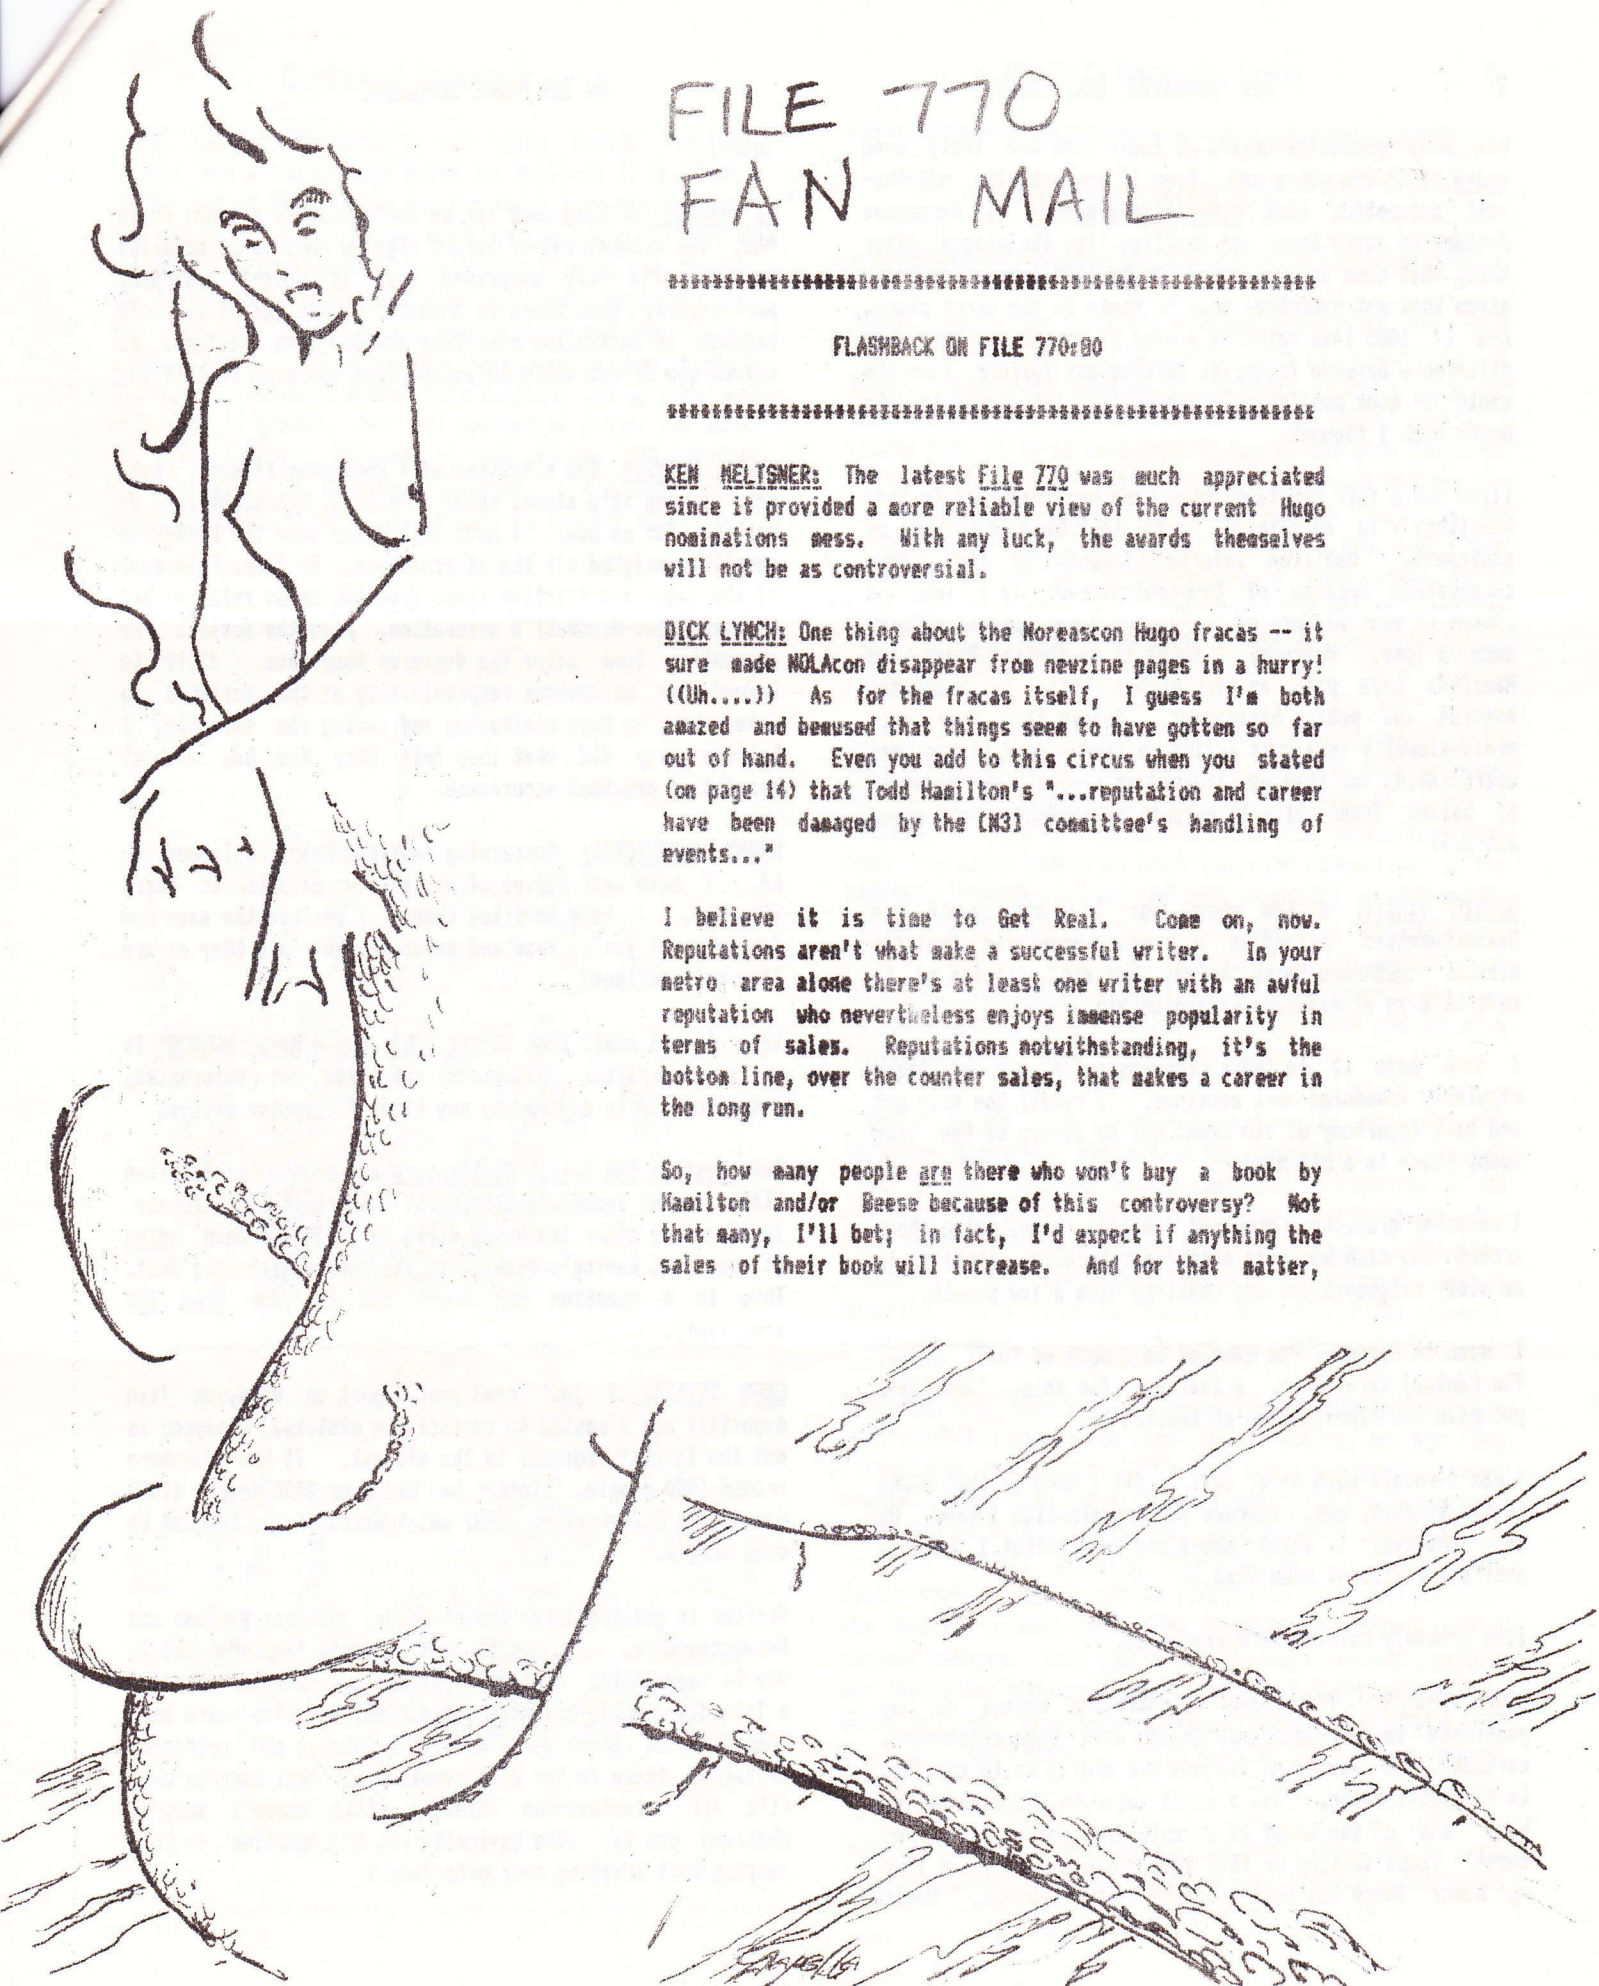 FILE 770
FAN MAIL
FLASHBACK ON FILE 770:80
KEN MELTSNER: The latest File 770 was much appreciated
since it provided a more reliable view of the current Hugo
nominations mess. With any luck, the awards themselves
will not be as controversial.
DICK LYNCH: One thing about the Noreascon Hugo fracas -- it
sure made NOLAcon disappear from newzine pages in a hurry!
((Uh....)) As for the fracas itself, I guess I'm both
amazed and bemused that things seem to have gotten so far
out of hand. Even you add to this circus when you stated
(on page 14) that Todd Hamilton's "...reputation and career
have been damaged by the [N3] committee's handling of
events..."
I believe it is time to Get Real. Come on, now.
Reputations aren't what make a successful writer. In your
metro area alone there's at least one writer with an awful
reputation who nevertheless enjoys immense popularity in
terms of sales. Reputations notwithstanding, it's the
bottom line, over the counter sales, that makes a career in
the long run.
So, how many people are there who won't buy a book by
Hamilton and/or Beese because of this controversy? Not
that many, I'll bet; in fact, I'd expect if anything the
sales of their book will increase. And for that matter,